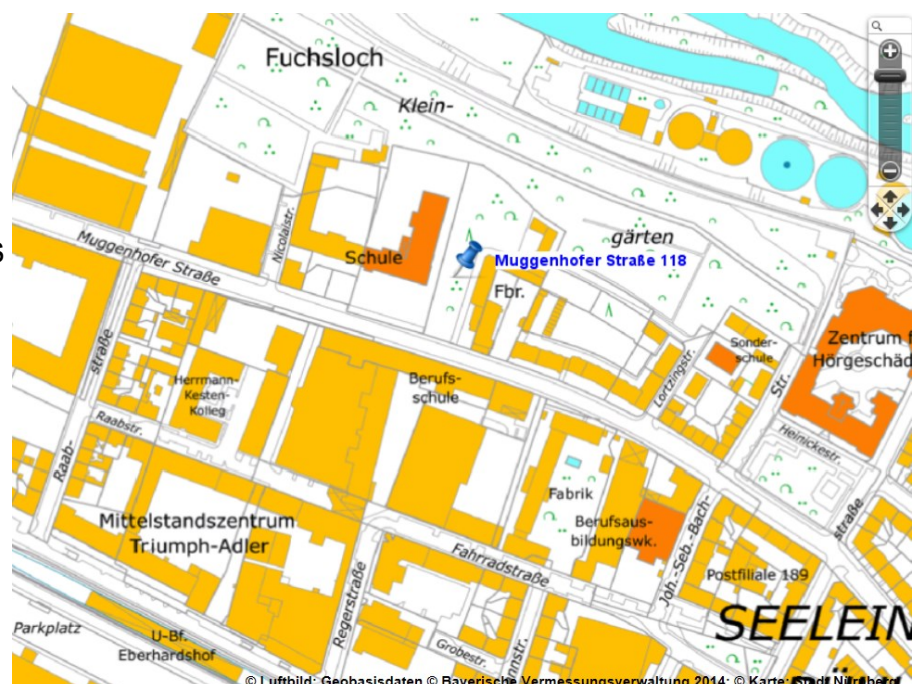 Fuchsloch
Klein-
gärten
Nicolaistr.
Schule
Muggenhofer Straße 118
Fbr.
Muggenhofer Straße
s
straße
Raab-
Herrmann-
Kesten-
Kolleg
Raabstr.
Berufs-
schule
Lortzingstr.
Sonder-
schule
Str.
Zentrum f
Hörgeschäd
Heinickestr.
straße
Mittelstandszentrum
Triumph-Adler
Fabrik
Berufsaus-
bildungswk.
Joh.-Seb.-Bach-
Fahrradstraße
Regerstraße
Postfiliale 189
SEELEIN
Parkplatz
U-Bf.
Eberhardshof
Grobestr.
nnstr.
© Luftbild: Geobasisdaten © Bayerische Vermessungsverwaltung 2014; © Karte: Stadt Nürnberg